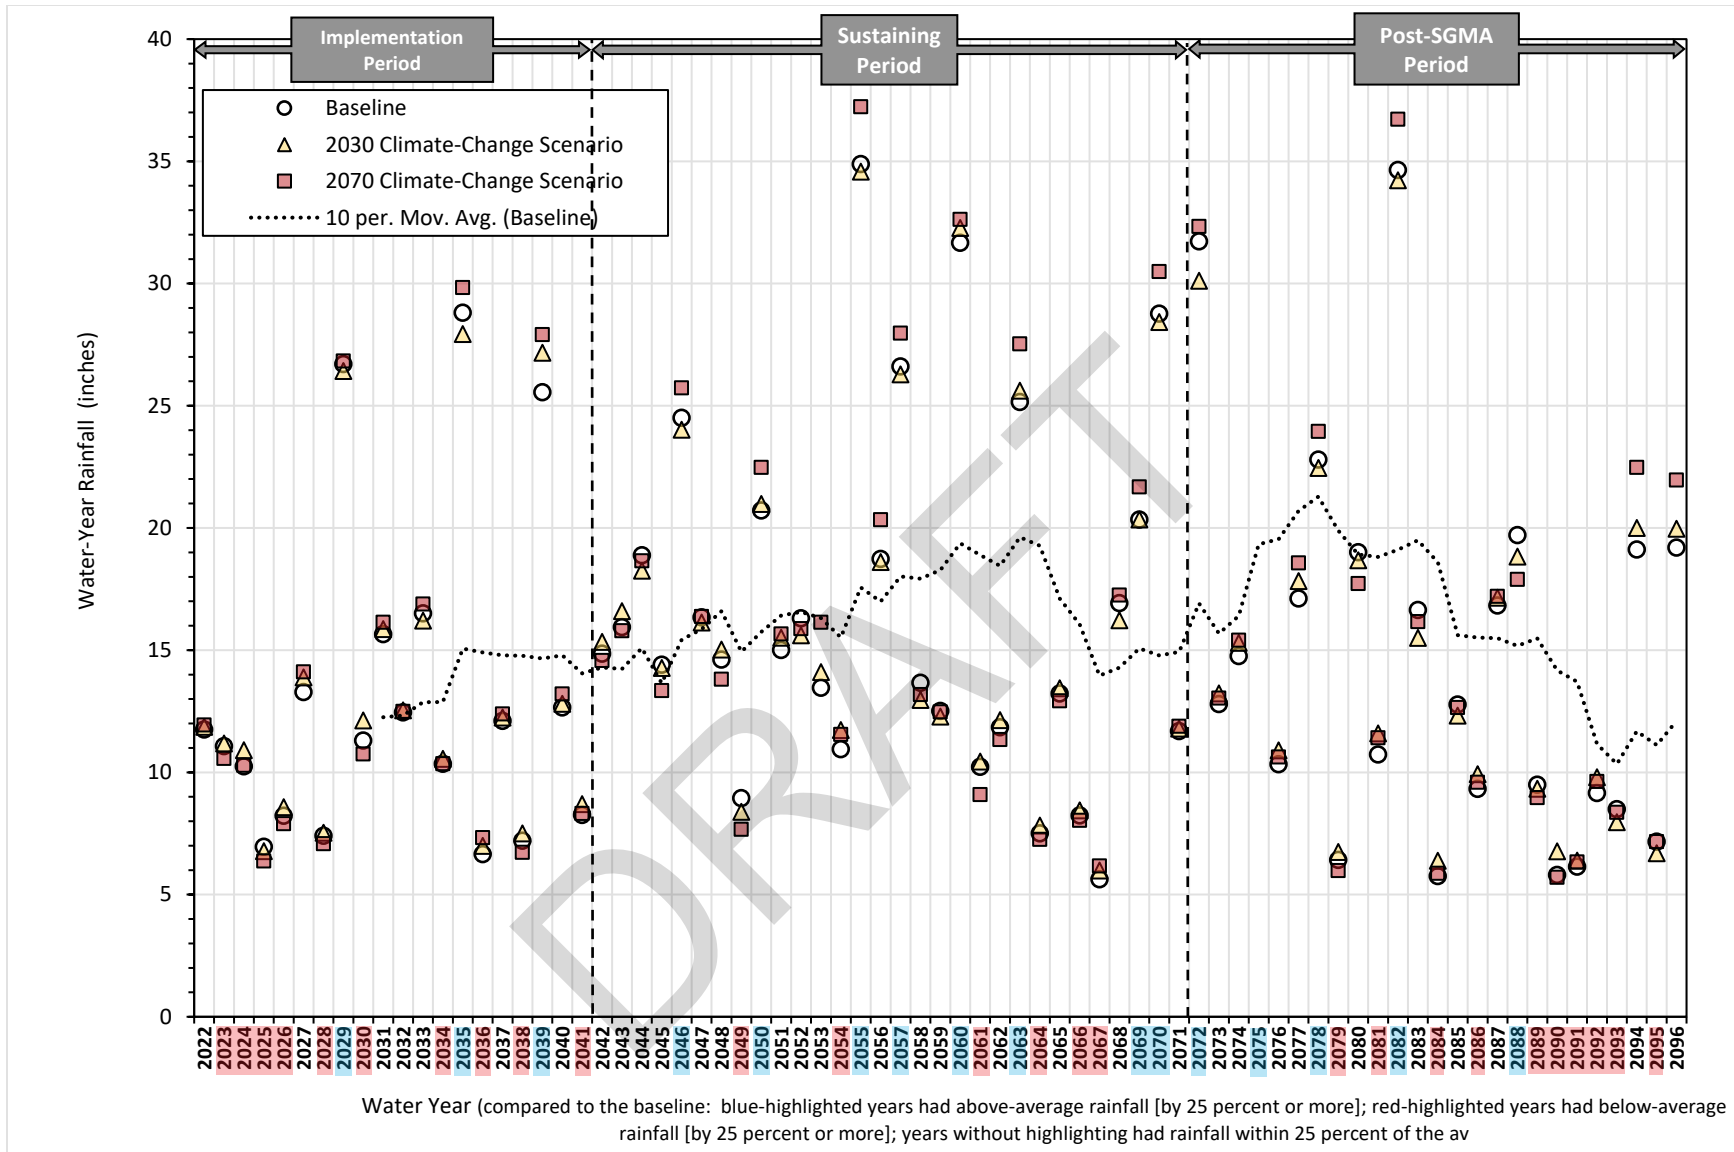 Implementation
Period
Sustaining
Period
Post-SGMA
Period
Baseline
2030 Climate-Change Scenario
2070 Climate-Change Scenario
10 per. Mov. Avg. (Baseline)
40
35
30
25
20
15
10
5
0
Water-Year Rainfall (inches)
DRAFT
2022 2023 2024 2025 2026 2027 2028 2029 2030 2031 2032 2033 2034 2035 2036 2037 2038 2039 2040 2041 2042 2043 2044 2045 2046 2047 2048 2049 2050 2051 2052 2053 2054 2055 2056 2057 2058 2059 2060 2061 2062 2063 2064 2065 2066 2067 2068 2069 2070 2071 2072 2073 2074 2075 2076 2077 2078 2079 2080 2081 2082 2083 2084 2085 2086 2087 2088 2089 2090 2091 2092 2093 2094 2095 2096
Water Year (compared to the baseline: blue-highlighted years had above-average rainfall [by 25 percent or more]; red-highlighted years had below-average
rainfall [by 25 percent or more]; years without highlighting had rainfall within 25 percent of the av